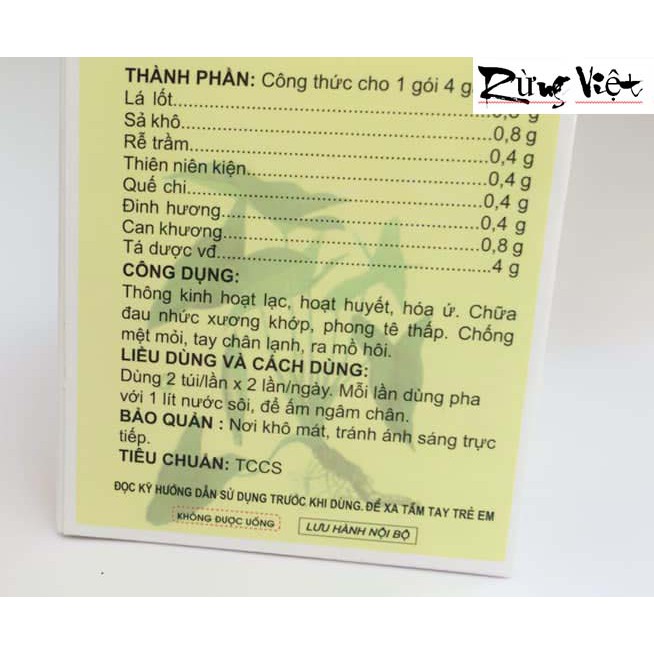 Rừng Việt
THÀNH PHẦN: Công thức cho 1 gói 4
Lá lốt
Sả khô 0,8 g
Rễ trầm 0,4 g
Thiên niên kiện 0,4 g
Quế chi 0,4 g
Đinh hương 0,4 g
Can khương 0,8 g
Tá dược vđ 4 g
CÔNG DỤNG:
Thông kinh hoạt lạc, hoạt huyết, hóa ứ. Chữa
đau nhức xương khớp, phong tê thấp. Chống
mệt mỏi, tay chân lạnh, ra mồ hôi.
LIỀU DÙNG VÀ CÁCH DÙNG:
Dùng 2 túi/lần x 2 lần/ngày. Mỗi lần dùng pha
với 1 lít nước sôi, để ấm ngâm chân.
BẢO QUẢN : Nơi khô mát, tránh ánh sáng trực
tiếp.
TIÊU CHUẨN: TCCS
ĐỌC KỸ HƯỚNG DẪN SỬ DỤNG TRƯỚC KHI DÙNG. ĐỂ XA TẦM TAY TRẺ EM
KHÔNG ĐƯỢC UỐNG
LƯU HÀNH NỘI BỘ